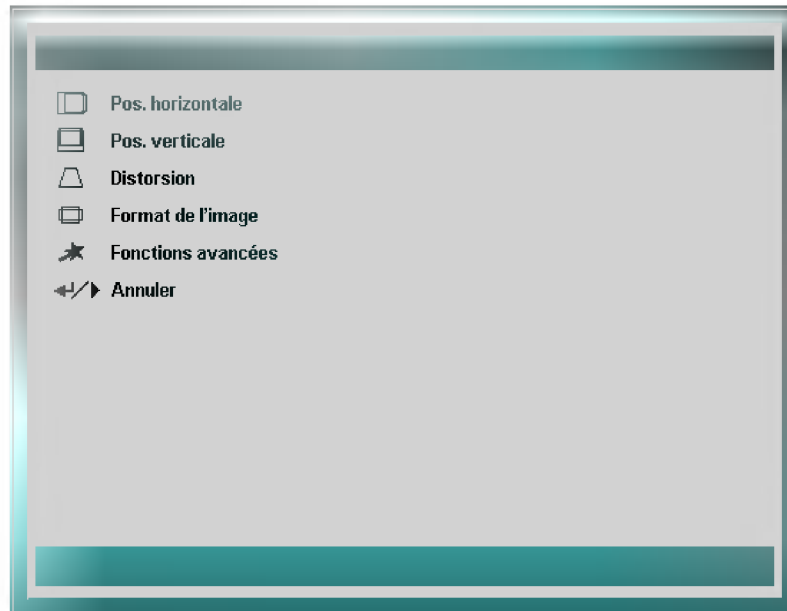 Pos. horizontale
Pos. verticale
Distorsion
Format de l'image
Fonctions avancées
Annuler